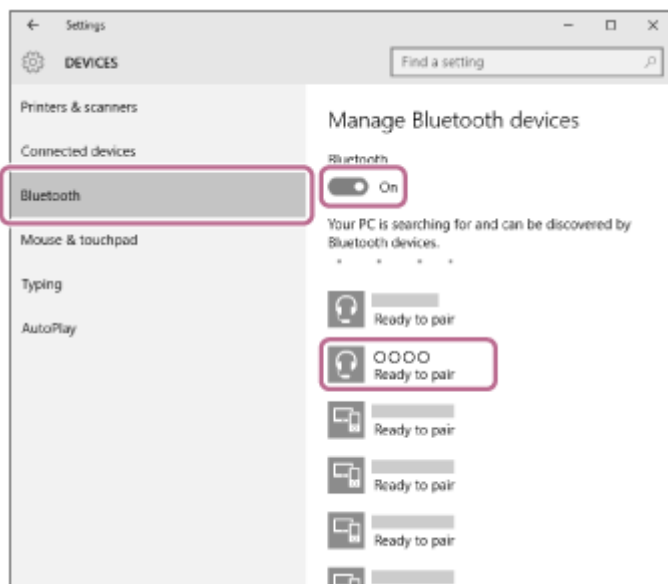 Settings
DEVICES
Find a setting
Printers & scanners
Connected devices
Bluetooth
Mouse & touchpad
Typing
AutoPlay
Manage Bluetooth devices
Bluetooth
On
Your PC is searching for and can be discovered by
Bluetooth devices.
Ready to pair
OOOO
Ready to pair
Ready to pair
Ready to pair
Ready to pair